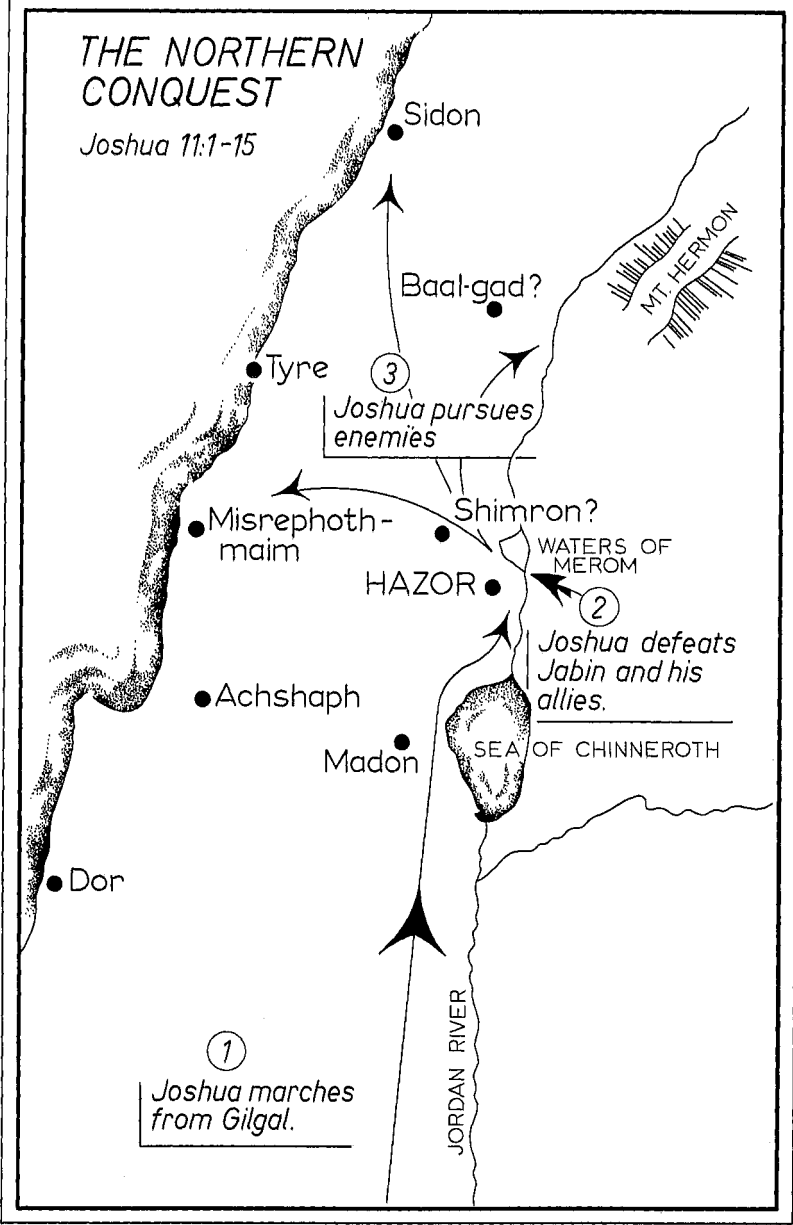 THE NORTHERN
CONQUEST
Joshua 11:1-15
Sidon
MT. HERMON
Baal-gad?
Tyre
3
Joshua pursues
enemies
Shimron?
Misrephoth-
maim
WATERS OF
MEROM
HAZOR
2
Joshua defeats
Jabin and his
allies.
Achshaph
Madon
SEA OF CHINNEROTH
Dor
JORDAN RIVER
1
Joshua marches
from Gilgal.